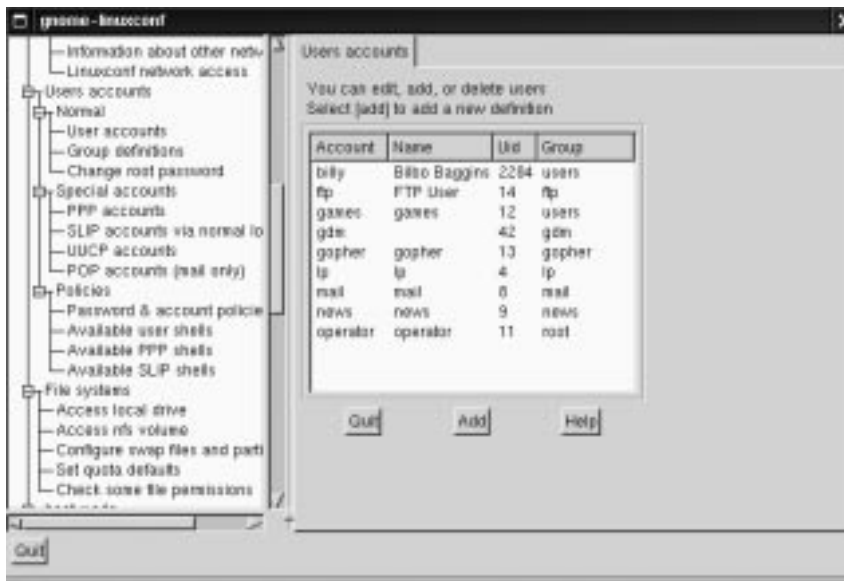 gnome-linuxconf
Information about other netw
Linuxconf network access
Users accounts
Normal
User accounts
Group definitions
Change root password
Special accounts
PPP accounts
SLIP accounts via normal lo
UUCP accounts
POP accounts (mail only)
Policies
Password & account policie
Available user shells
Available PPP shells
Available SLIP shells
File systems
Access local drive
Access nfs volume
Configure swap files and parti
Set quota defaults
Check some file permissions
Quit
Users accounts
You can edit, add, or delete users
Select [add] to add a new definition
Account Name Uid Group
billy Bilbo Baggins 2284 users
ftp FTP User 14 ftp
games games 12 users
gdm 42 gdm
gopher gopher 13 gopher
lp lp 4 lp
mail mail 8 mail
news news 9 news
operator operator 11 root
Quit Add Help